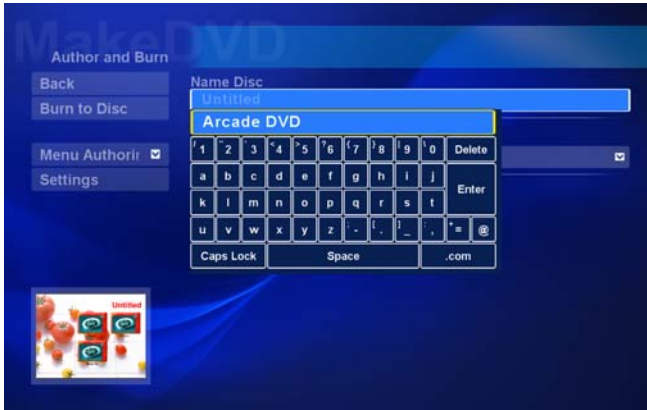 MakeDVD
Author and Burn
Back
Burn to Disc
Menu Authorin
Settings
Name Disc
Untitled
Arcade DVD
1 2 3 4 5 6 7 8 9 0 Delete
a b c d e f g h i j
Enter
k l m n o p q r s t
u v w x y z - . _ , = @
Caps Lock Space .com
Untitled